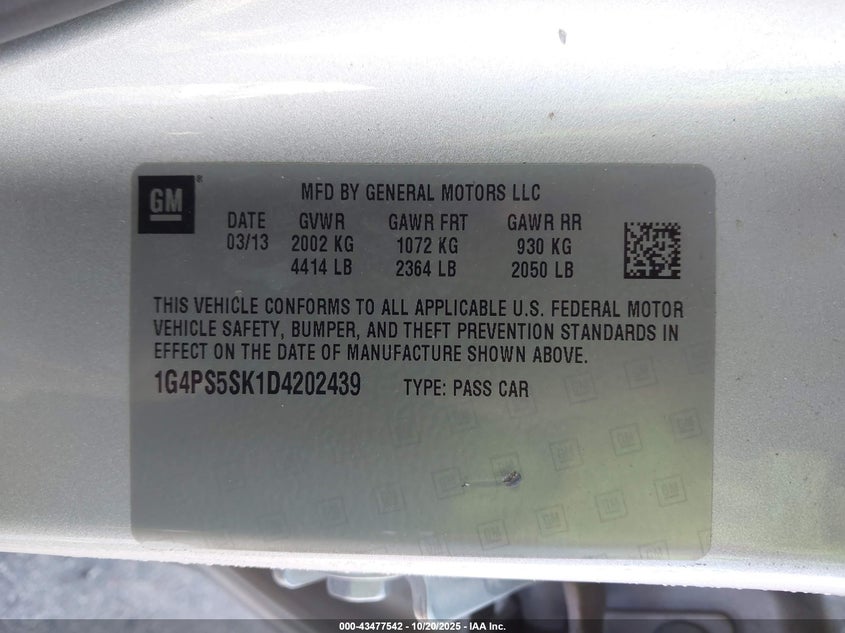 GM®
MFD BY GENERAL MOTORS LLC
DATE GVWR GAWR FRT GAWR RR
03/13 2002 KG 1072 KG 930 KG
4414 LB 2364 LB 2050 LB
THIS VEHICLE CONFORMS TO ALL APPLICABLE U.S. FEDERAL MOTOR
VEHICLE SAFETY, BUMPER, AND THEFT PREVENTION STANDARDS IN
EFFECT ON THE DATE OF MANUFACTURE SHOWN ABOVE.
1G4PS5SK1D4202439 TYPE: PASS CAR
000-43477542 - 10/20/2025 - IAA Inc.